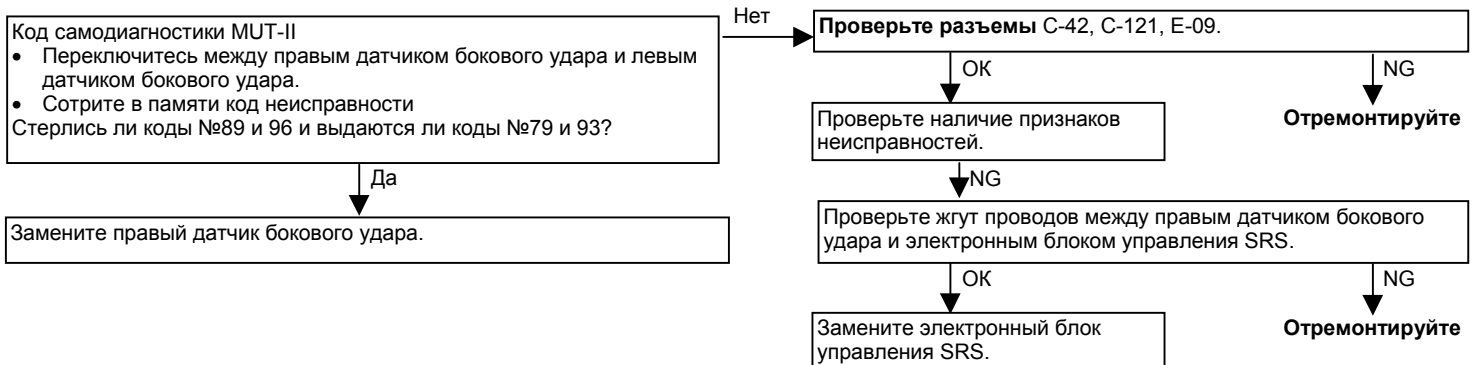 Код самодиагностики MUT-II
• Переключитесь между правым датчиком бокового удара и левым
датчиком бокового удара.
• Сотрите в памяти код неисправности
Стерлись ли коды №89 и 96 и выдаются ли коды №79 и 93?
Нет
Проверьте разъемы C-42, C-121, E-09.
ОК
NG
Проверьте наличие признаков
неисправностей.
Отремонтируйте
Да
NG
Замените правый датчик бокового удара.
Проверьте жгут проводов между правым датчиком бокового
удара и электронным блоком управления SRS.
ОК
NG
Замените электронный блок
управления SRS.
Отремонтируйте